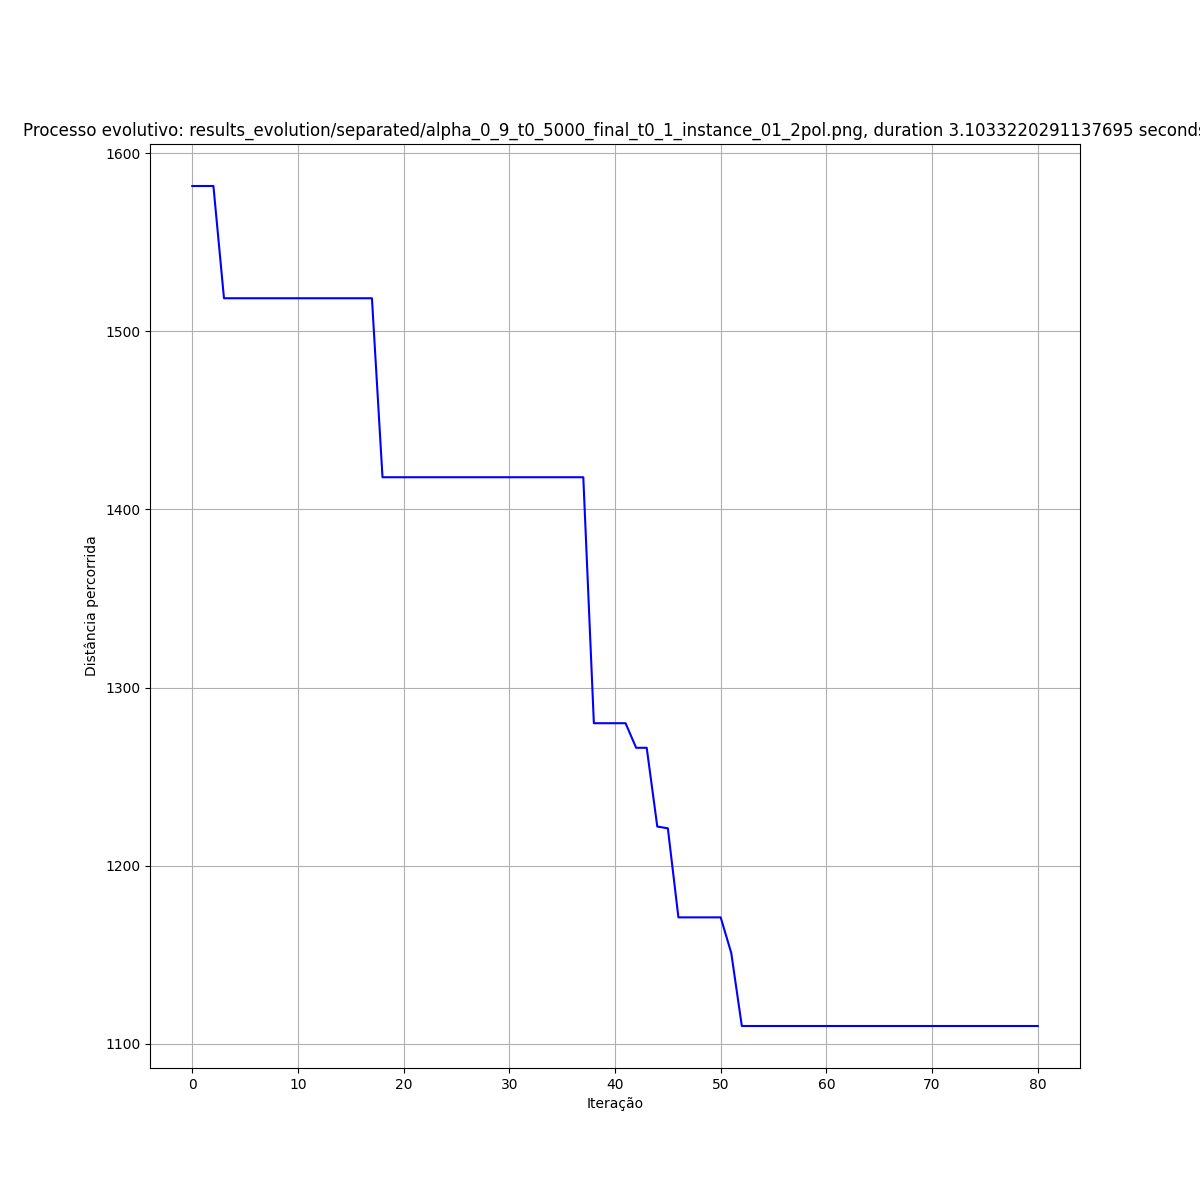 Processo evolutivo: results_evolution/separated/alpha_0_9_t0_5000_final_t0_1_instance_01_2pol.png, duration 3.1033220291137695 seconds
1600
1500
1400
1300
1200
1100
Distância percorrida
0 10 20 30 40 50 60 70 80
Iteração